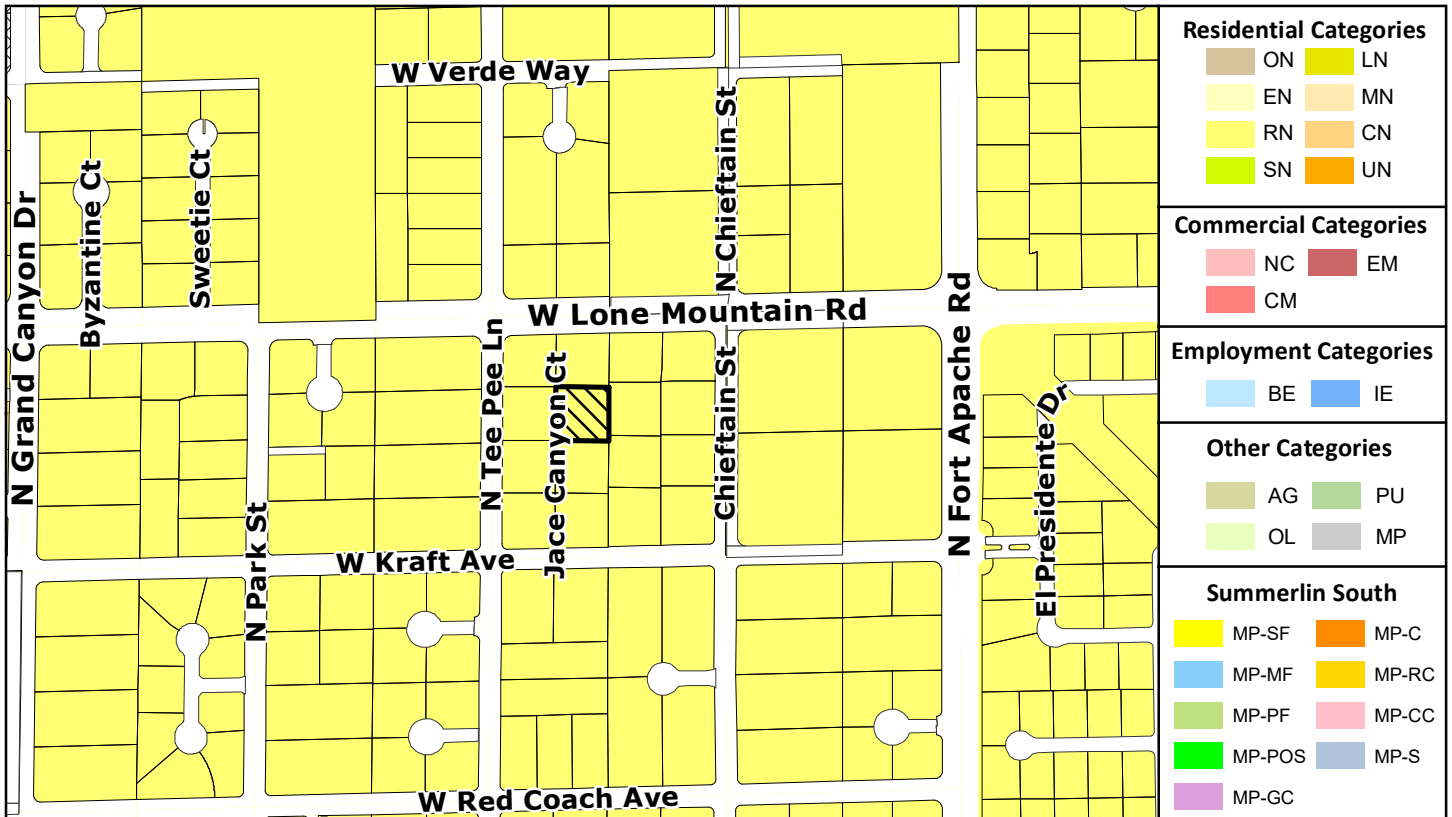 W Verde Way
N Chieftain St
Byzantine Ct
Sweetie Ct
N Grand Canyon Dr
W Lone Mountain Rd
N Fort Apache Rd
N Tee Pee Ln
Jace Canyon Ct
Chieftain St
El Presidente Dr
N Park St
W Kraft Ave
W Red Coach Ave
Residential Categories
ON LN
EN MN
RN CN
SN UN
Commercial Categories
NC EM
CM
Employment Categories
BE IE
Other Categories
AG PU
OL MP
Summerlin South
MP-SF MP-C
MP-MF MP-RC
MP-PF MP-CC
MP-POS MP-S
MP-GC